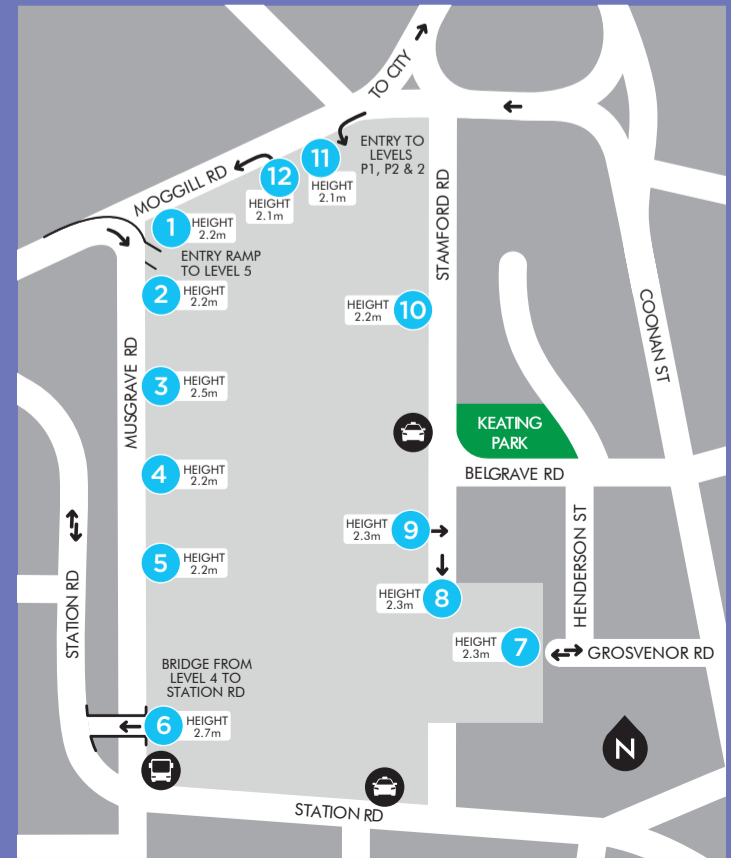 TO CITY
ENTRY TO
LEVELS
P1, P2 & 2
11
HEIGHT
2.1m
12
HEIGHT
2.1m
MOGGILL RD
1
HEIGHT
2.2m
ENTRY RAMP
TO LEVEL 5
2
HEIGHT
2.2m
STAMFORD RD
HEIGHT
2.2m
10
COONAN ST
MUSGRAVE RD
3
HEIGHT
2.5m
KEATING
PARK
BELGRAVE RD
4
HEIGHT
2.2m
HEIGHT
2.3m
9
HENDERSON ST
5
HEIGHT
2.2m
HEIGHT
2.3m
8
STATION RD
HEIGHT
2.3m
7
GROSVENOR RD
BRIDGE FROM
LEVEL 4 TO
STATION RD
6
HEIGHT
2.7m
N
STATION RD